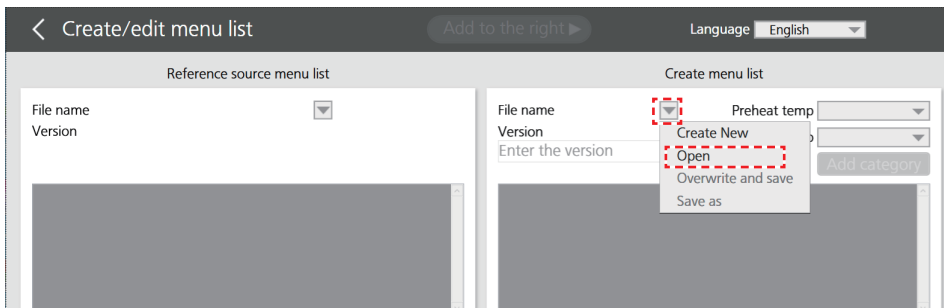 Create/edit menu list
Add to the right ▶
Language English
Reference source menu list
File name
Version
Create menu list
File name
Preheat temp
Version
Enter the version
Create New
Open
Overwrite and save
Save as
Add category